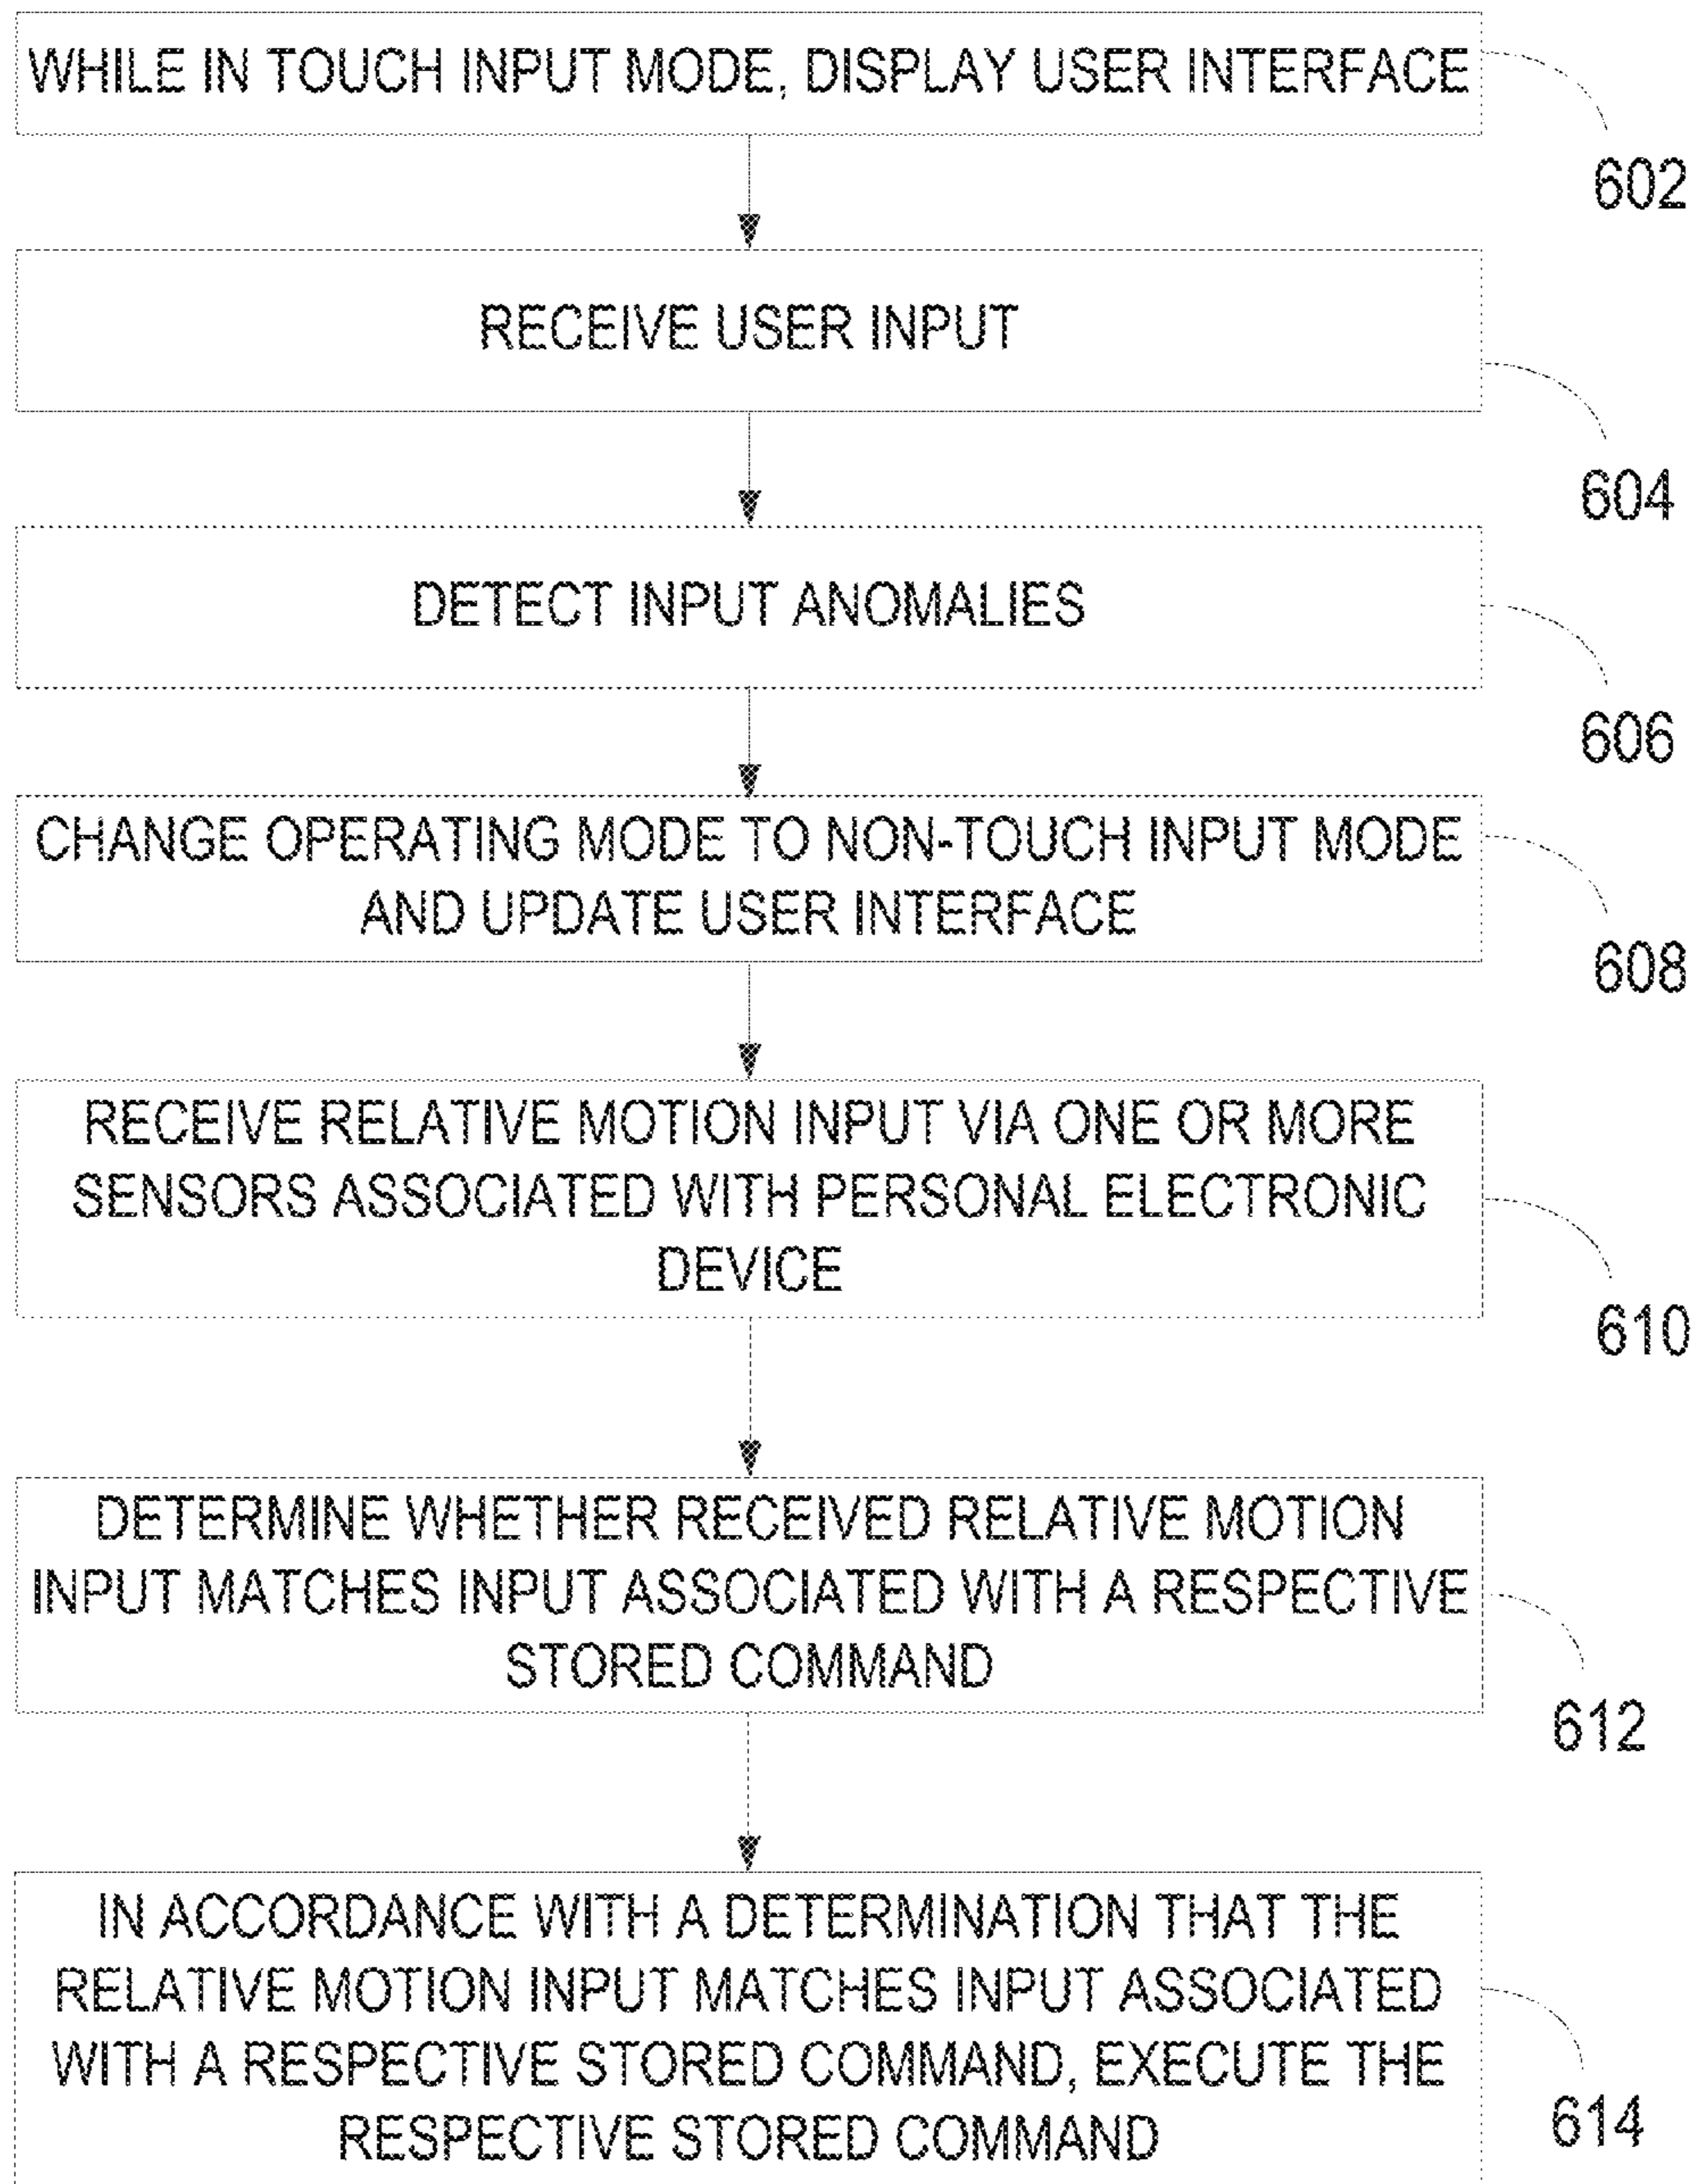 WHILE IN TOUCH INPUT MODE, DISPLAY USER INTERFACE
602
RECEIVE USER INPUT
604
DETECT INPUT ANOMALIES
606
CHANGE OPERATING MODE TO NON-TOUCH INPUT MODE
AND UPDATE USER INTERFACE
608
RECEIVE RELATIVE MOTION INPUT VIA ONE OR MORE
SENSORS ASSOCIATED WITH PERSONAL ELECTRONIC
DEVICE
610
DETERMINE WHETHER RECEIVED RELATIVE MOTION
INPUT MATCHES INPUT ASSOCIATED WITH A RESPECTIVE
STORED COMMAND
612
IN ACCORDANCE WITH A DETERMINATION THAT THE
RELATIVE MOTION INPUT MATCHES INPUT ASSOCIATED
WITH A RESPECTIVE STORED COMMAND, EXECUTE THE
RESPECTIVE STORED COMMAND
614